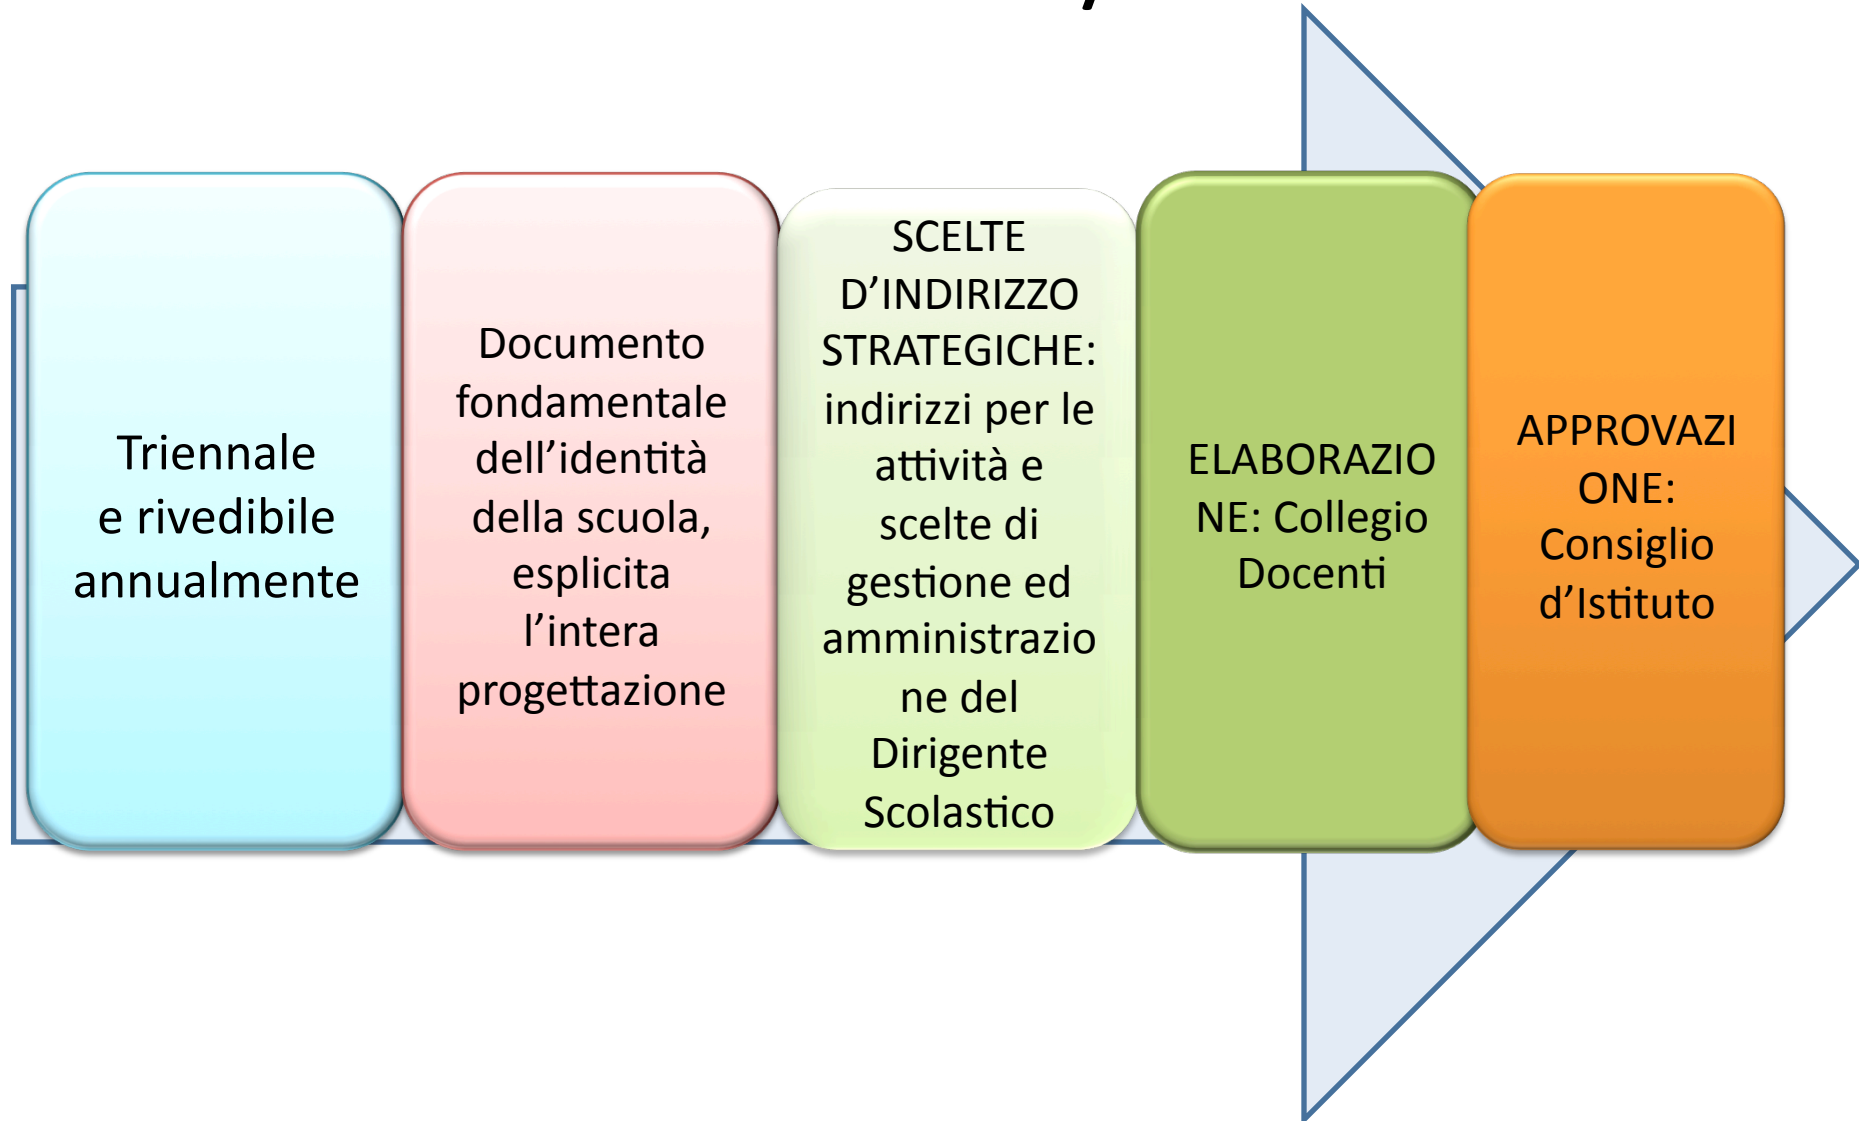 Triennale
e rivedibile
annualmente
Documento
fondamentale
dell’identità
della scuola,
esplicita
l’intera
progettazione
SCELTE
D’INDIRIZZO
STRATEGICHE:
indirizzi per le
attività e
scelte di
gestione ed
amministrazio
ne del
Dirigente
Scolastico
ELABORAZIO
NE: Collegio
Docenti
APPROVAZI
ONE:
Consiglio
d’Istituto